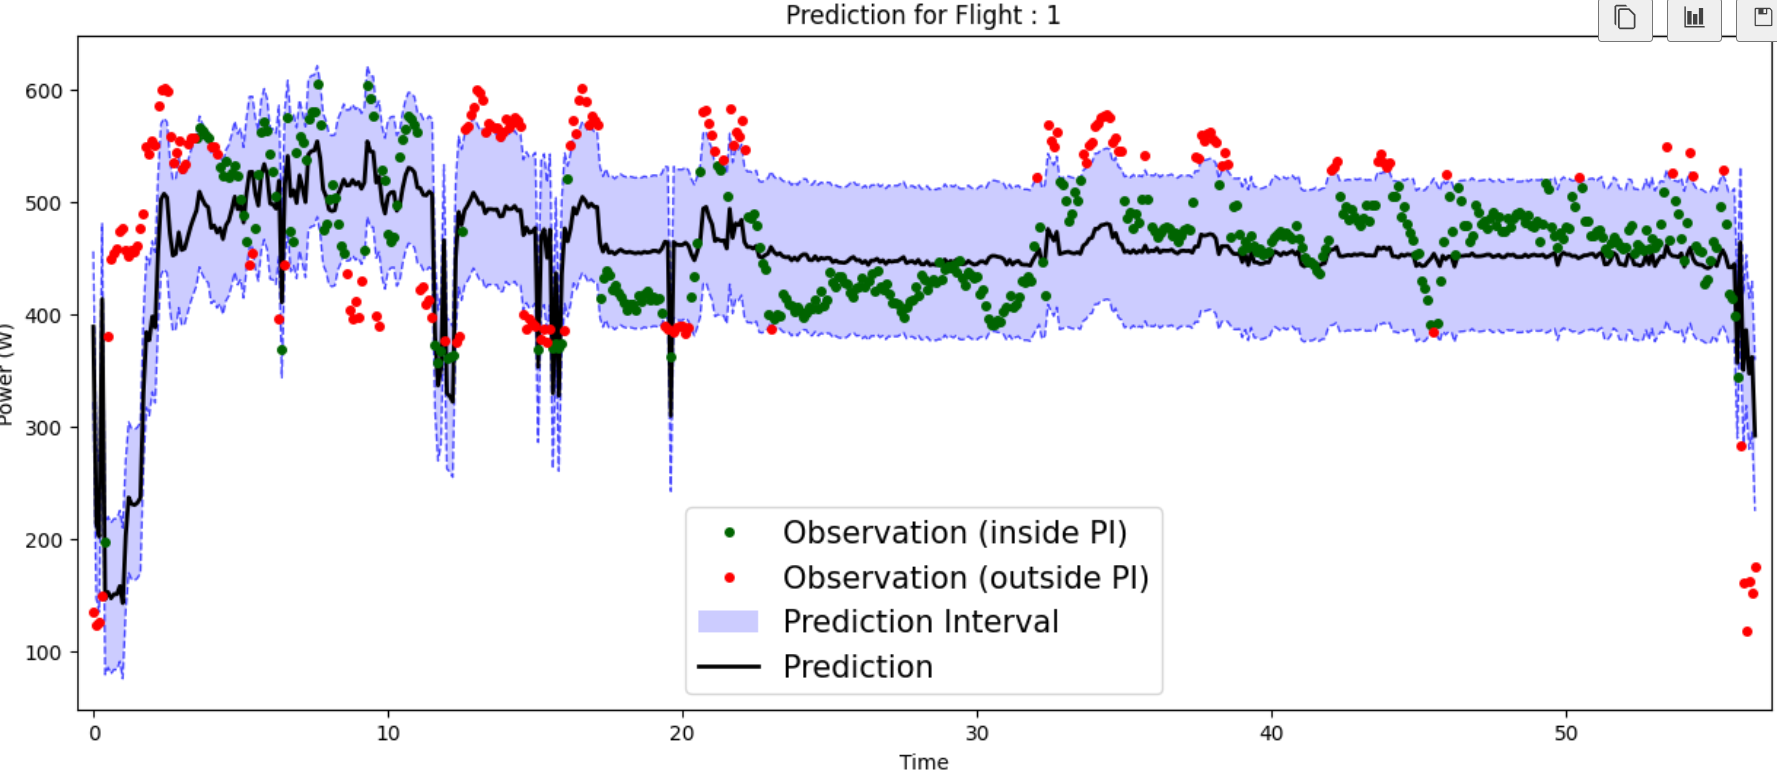 Prediction for Flight : 1
600
500
400
300
200
100
Power (W)
Observation (inside PI)
Observation (outside PI)
Prediction Interval
Prediction
0 10 20 30 40 50
Time